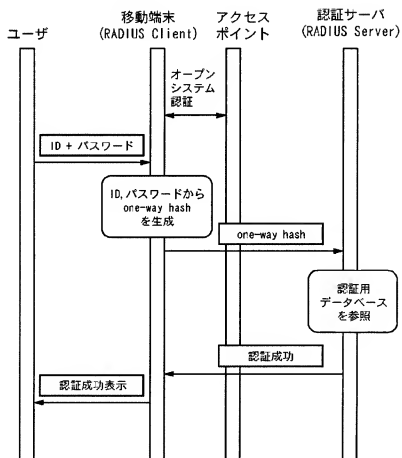 ユーザ
移動端末
(RADIUS Client)
アクセス
ポイント
認証サーバ
(RADIUS Server)
オープン
システム
認証
ID + パスワード
ID, パスワードから
one-way hash
を生成
one-way hash
認証用
データベース
を参照
認証成功
認証成功表示